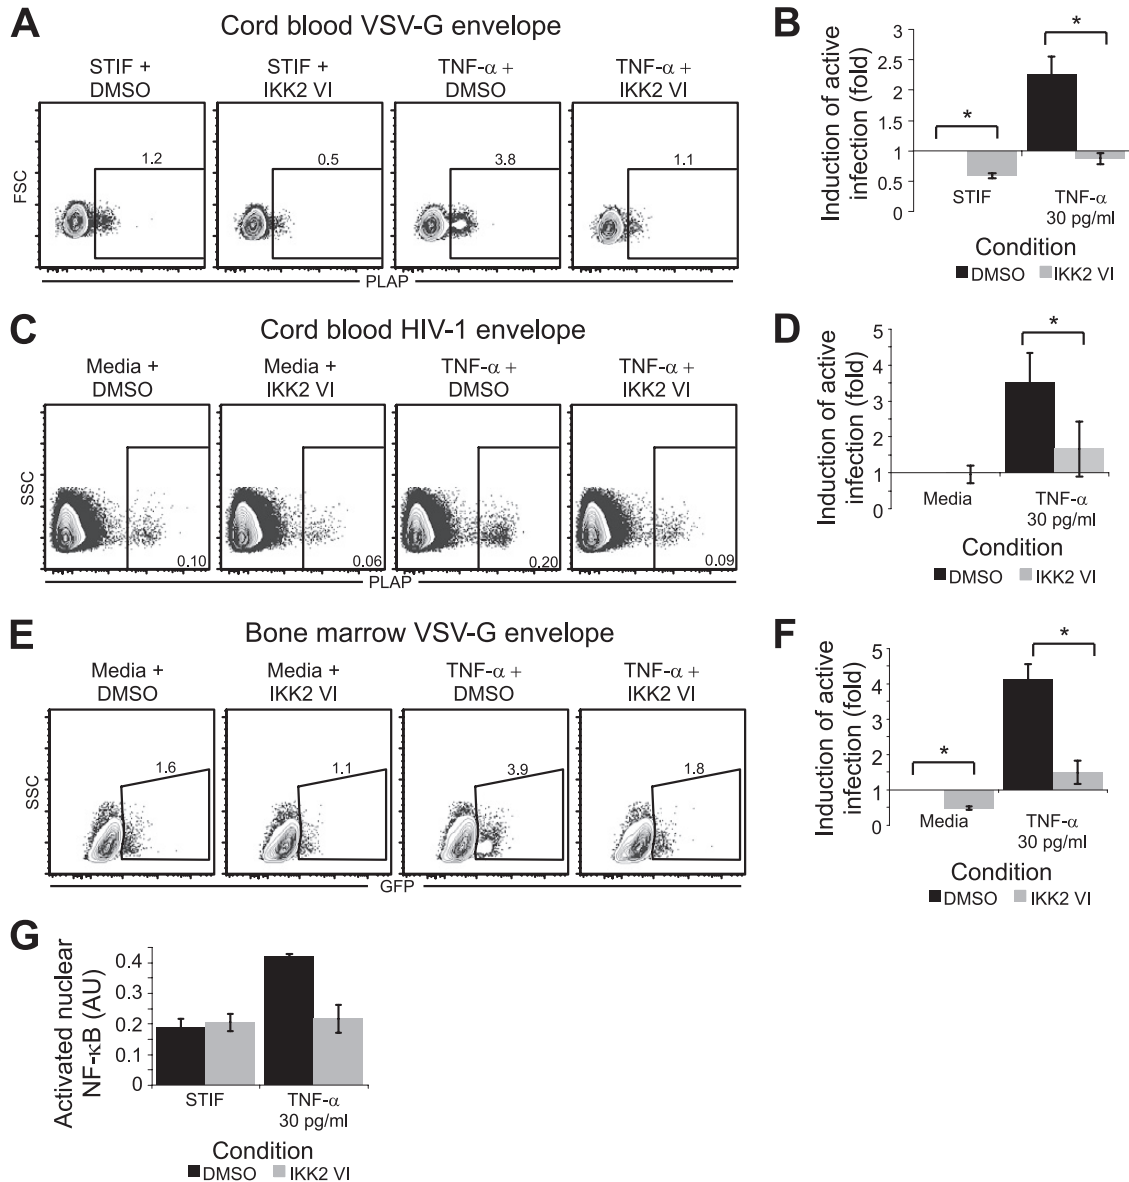 A
Cord blood VSV-G envelope
STIF +
DMSO
STIF +
IKK2 VI
TNF-α +
DMSO
TNF-α +
IKK2 VI
1.2
0.5
3.8
1.1
FSC
PLAP
B
Induction of active
infection (fold)
3
2.5
2
1.5
1
0.5
0
*
*
STIF
TNF-α
30 pg/ml
Condition
DMSO
IKK2 VI
C
Cord blood HIV-1 envelope
Media +
DMSO
Media +
IKK2 VI
TNF-α +
DMSO
TNF-α +
IKK2 VI
SSC
0.10
0.06
0.20
0.09
PLAP
D
Induction of active
infection (fold)
5
4
3
2
1
0
*
Media
TNF-α
30 pg/ml
Condition
DMSO
IKK2 VI
E
Bone marrow VSV-G envelope
Media +
DMSO
Media +
IKK2 VI
TNF-α +
DMSO
TNF-α +
IKK2 VI
1.6
1.1
3.9
1.8
SSC
GFP
F
Induction of active
infection (fold)
5
4
3
2
1
0
*
*
Media
TNF-α
30 pg/ml
Condition
DMSO
IKK2 VI
G
Activated nuclear
NF-κB (AU)
0.4
0.3
0.2
0.1
0
STIF
TNF-α
30 pg/ml
Condition
DMSO
IKK2 VI